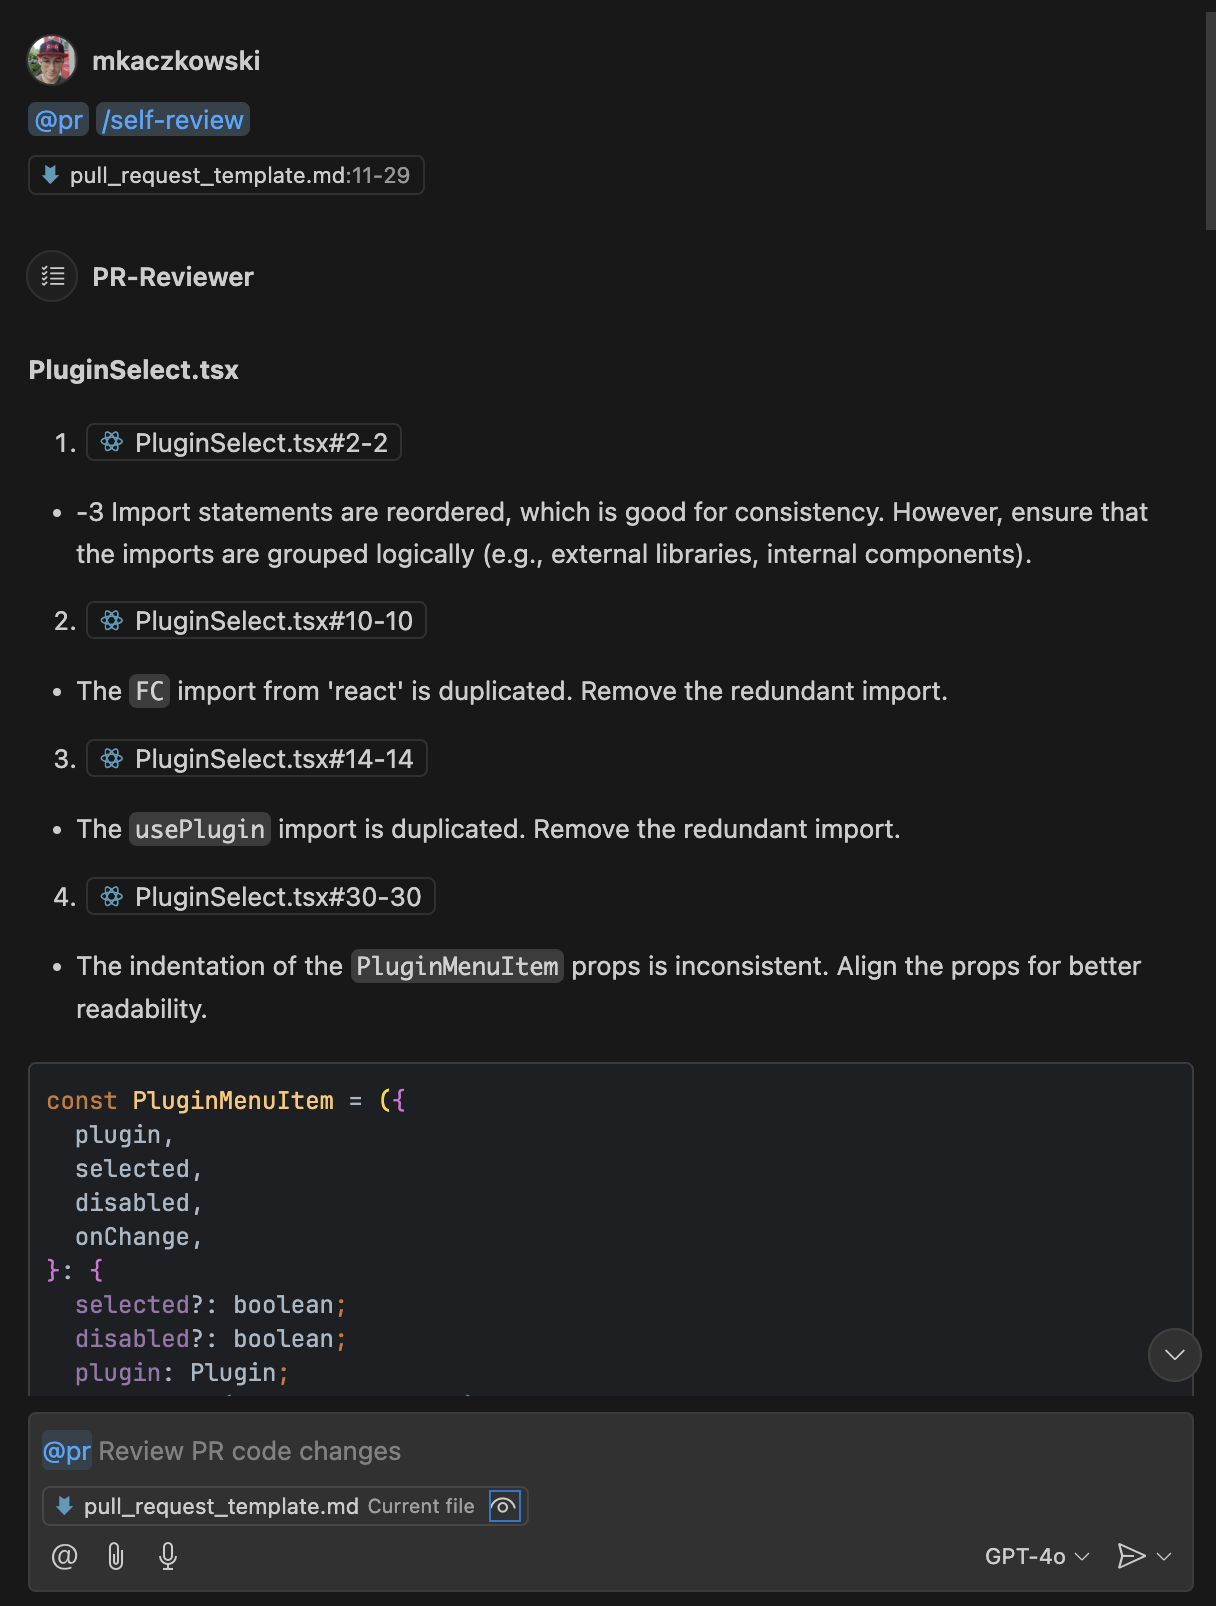 mkaczkowski
@pr /self-review
pull_request_template.md:11-29
PR-Reviewer
PluginSelect.tsx
1. PluginSelect.tsx#2-2
• -3 Import statements are reordered, which is good for consistency. However, ensure that
the imports are grouped logically (e.g., external libraries, internal components).
2. PluginSelect.tsx#10-10
• The FC import from 'react' is duplicated. Remove the redundant import.
3. PluginSelect.tsx#14-14
• The usePlugin import is duplicated. Remove the redundant import.
4. PluginSelect.tsx#30-30
• The indentation of the PluginMenuItem props is inconsistent. Align the props for better
readability.
const PluginMenuItem = ({
  plugin,
  selected,
  disabled,
  onChange,
}: {
  selected?: boolean;
  disabled?: boolean;
  plugin: Plugin;
@pr Review PR code changes
pull_request_template.md Current file
@ GPT-4o